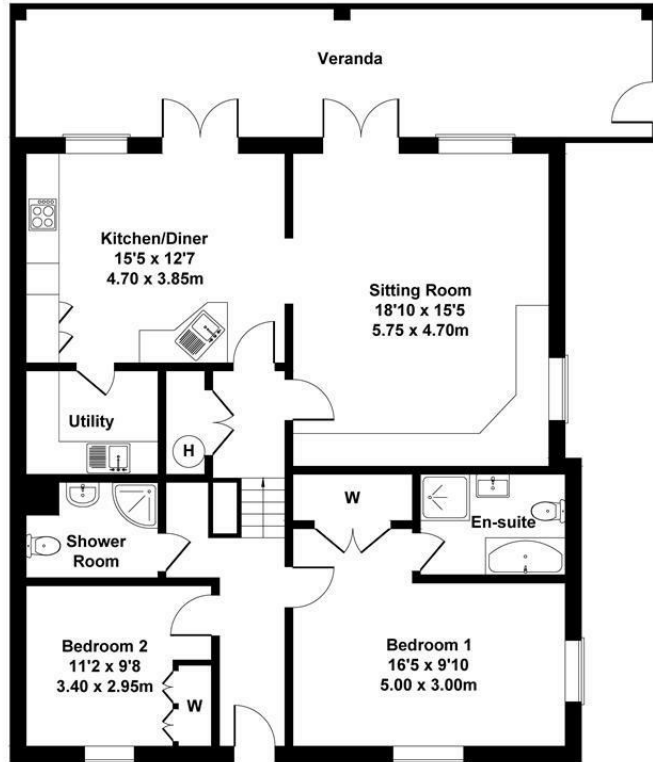 Veranda
Kitchen/Diner
15'5 x 12'7
4.70 x 3.85m
Sitting Room
18'10 x 15'5
5.75 x 4.70m
Utility
H
W
En-suite
Shower
Room
Bedroom 2
11'2 x 9'8
3.40 x 2.95m
W
Bedroom 1
16'5 x 9'10
5.00 x 3.00m